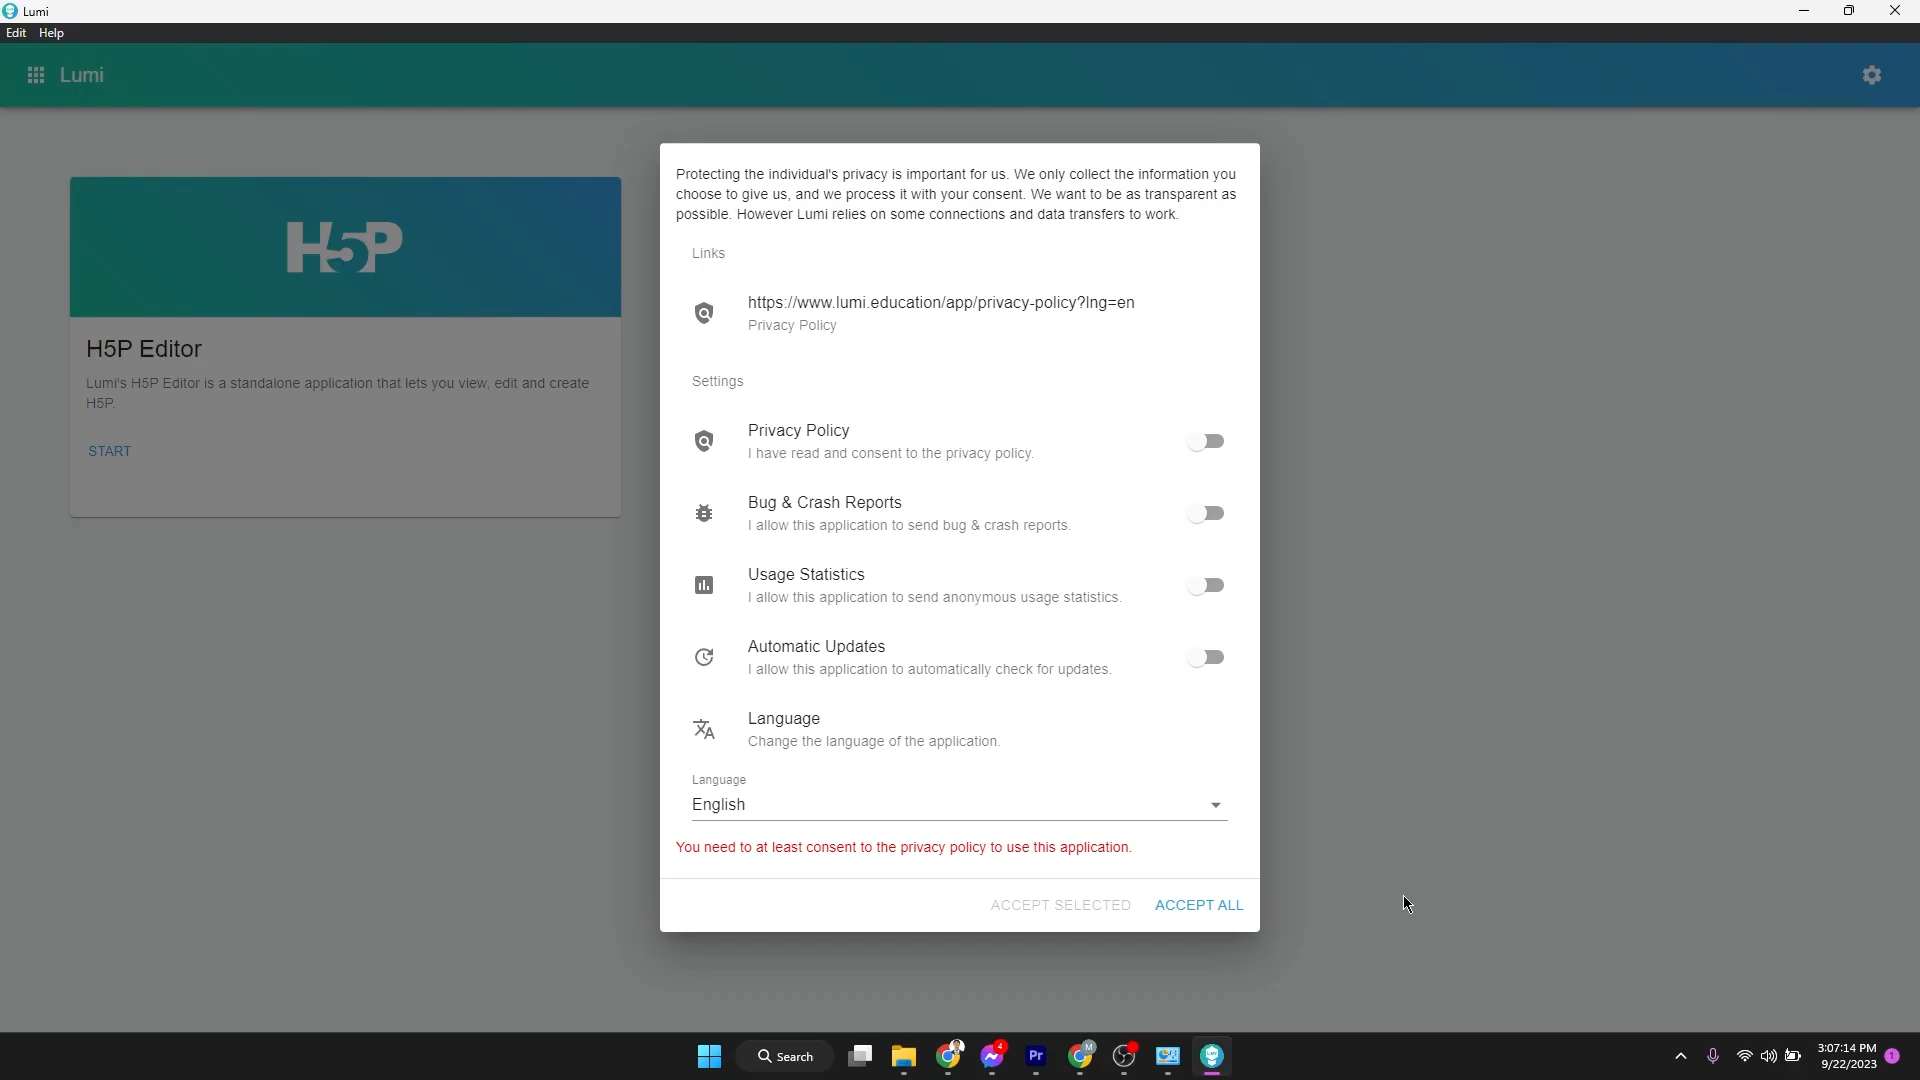 Lumi
Edit Help
Lumi
H5P
H5P Editor
Lumi's H5P Editor is a standalone application that lets you view, edit and create
H5P.
START
Protecting the individual's privacy is important for us. We only collect the information you
choose to give us, and we process it with your consent. We want to be as transparent as
possible. However Lumi relies on some connections and data transfers to work.
Links
https://www.lumi.education/app/privacy-policy?lng=en
Privacy Policy
Settings
Privacy Policy
I have read and consent to the privacy policy.
Bug & Crash Reports
I allow this application to send bug & crash reports.
Usage Statistics
I allow this application to send anonymous usage statistics.
Automatic Updates
I allow this application to automatically check for updates.
Language
Change the language of the application.
Language
English
You need to at least consent to the privacy policy to use this application.
ACCEPT SELECTED ACCEPT ALL
Search
4
Pr
M
3:07:14 PM
9/22/2023
1